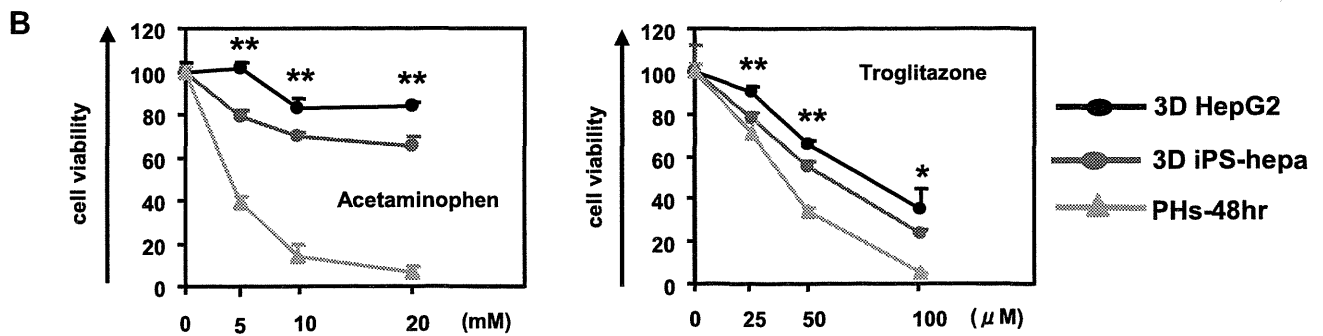 B
cell viability
120
100
80
60
40
20
0
** ** **
Acetaminophen
0 5 10 20 (mM)
cell viability
120
100
80
60
40
20
0
** ** *
Troglitazone
0 25 50 100 (μM)
3D HepG2
3D iPS-hepa
PHs-48hr